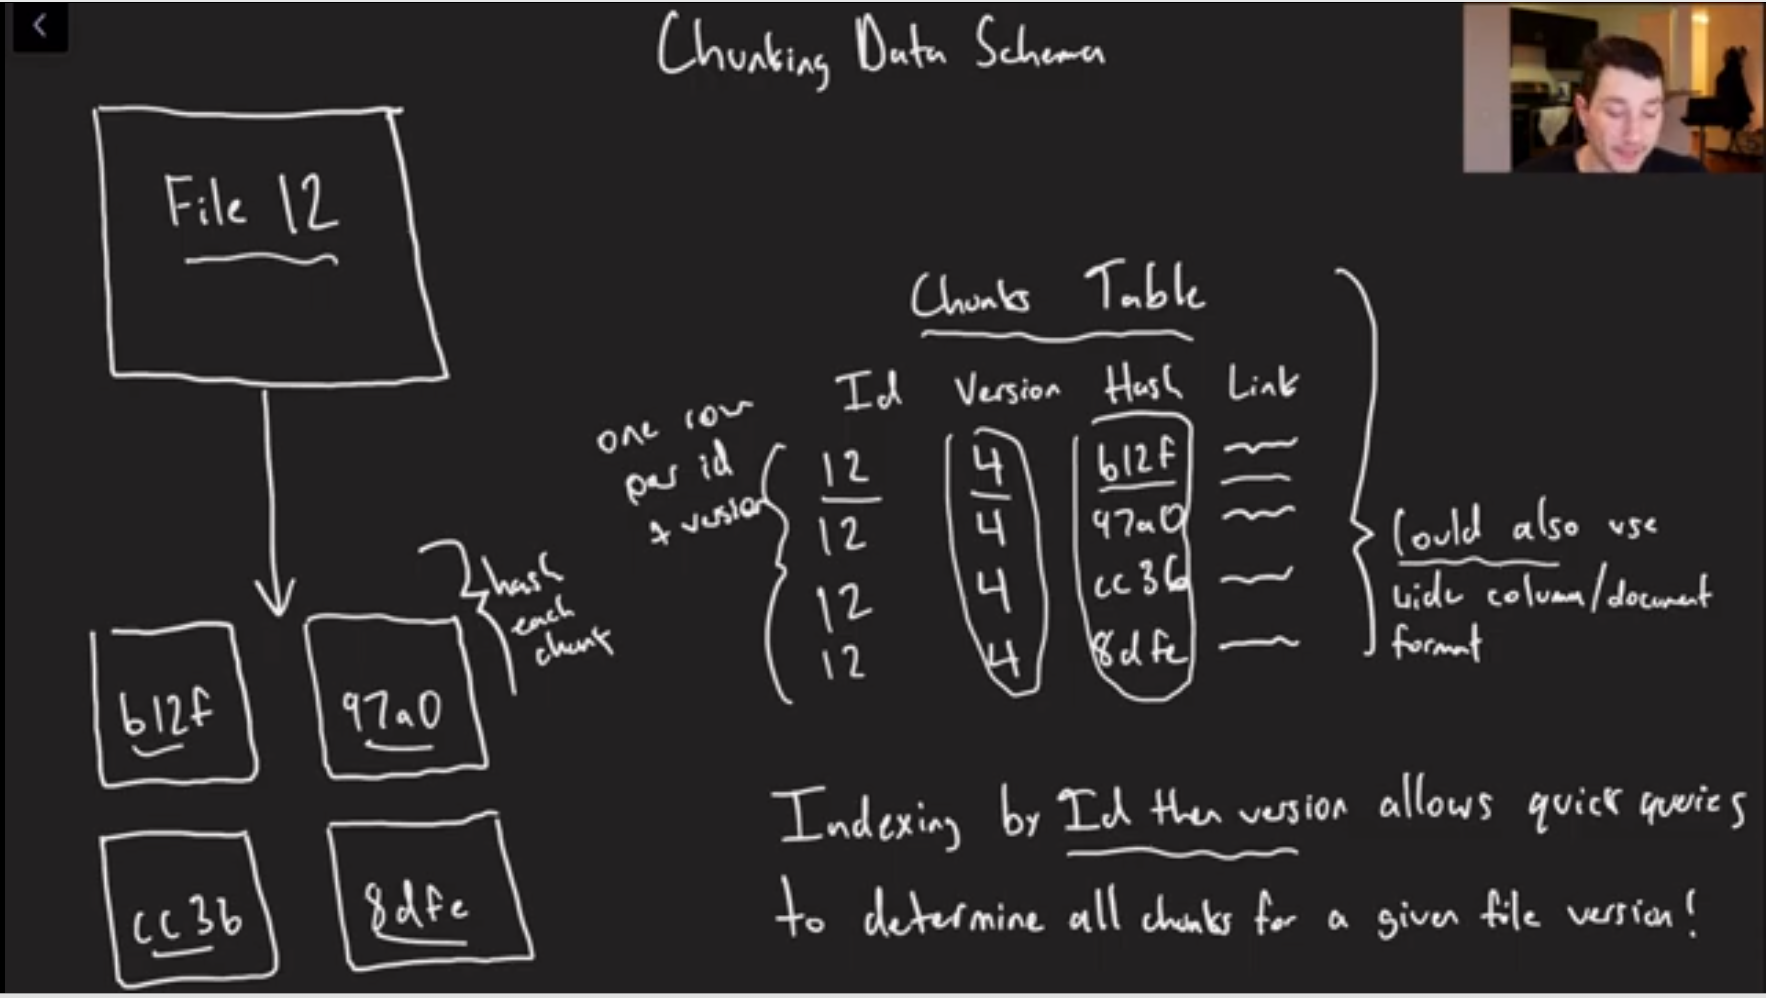 Chunking Data Schema
File 12
hash
each
chunk
b12f
97a0
cc3b
8dfe
Chunks Table
Id Version Hash Link
12 4 b12f
12 4 97a0
12 4 cc3b
12 4 8dfe
one row
per id
+ version
Could also use
wide column/document
format
Indexing by Id then version allows quick queries
to determine all chunks for a given file version!